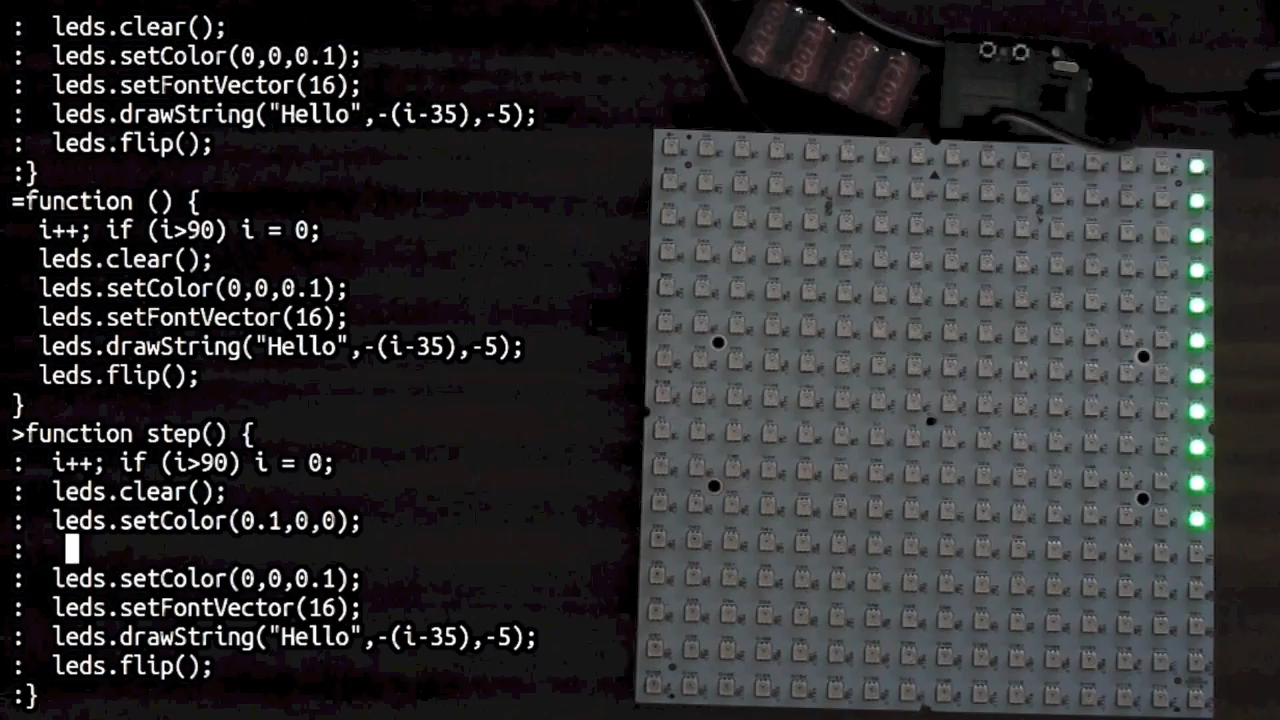 :  leds.clear();
:  leds.setColor(0,0,0.1);
:  leds.setFontVector(16);
:  leds.drawString("Hello",-(i-35),-5);
:  leds.flip();
:}
=function () {
  i++; if (i>90) i = 0;
  leds.clear();
  leds.setColor(0,0,0.1);
  leds.setFontVector(16);
  leds.drawString("Hello",-(i-35),-5);
  leds.flip();
}
>function step() {
:  i++; if (i>90) i = 0;
:  leds.clear();
:  leds.setColor(0.1,0,0);
:
:  leds.setColor(0,0,0.1);
:  leds.setFontVector(16);
:  leds.drawString("Hello",-(i-35),-5);
:  leds.flip();
:}